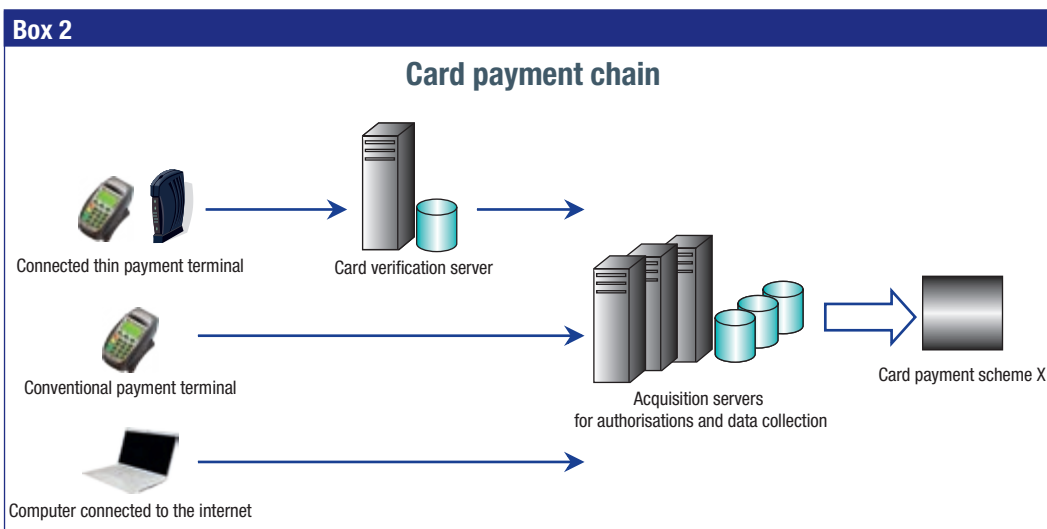 Box 2
Card payment chain
Connected thin payment terminal
Card verification server
Conventional payment terminal
Acquisition servers
for authorisations and data collection
Card payment scheme X
Computer connected to the internet